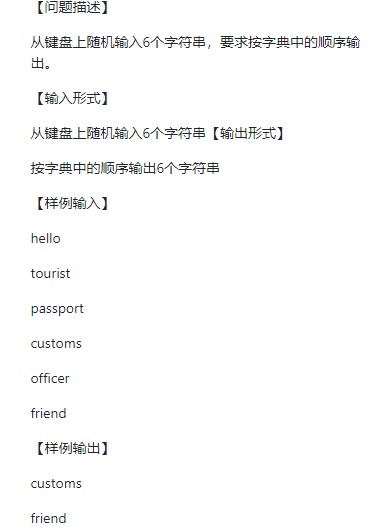 【问题描述】
从键盘上随机输入6个字符串，要求按字典中的顺序输
出。
【输入形式】
从键盘上随机输入6个字符串【输出形式】
按字典中的顺序输出6个字符串
【样例输入】
hello
tourist
passport
customs
officer
friend
【样例输出】
customs
friend